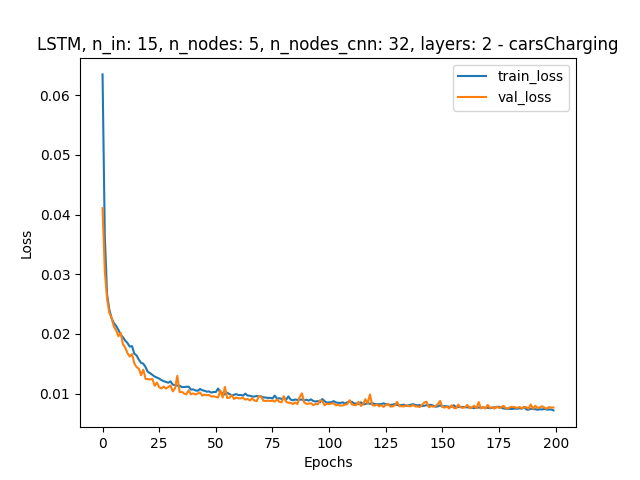 LSTM, n_in: 15, n_nodes: 5, n_nodes_cnn: 32, layers: 2 - carsCharging
train_loss
val_loss
0.06
0.05
0.04
0.03
0.02
0.01
Loss
0 25 50 75 100 125 150 175 200
Epochs